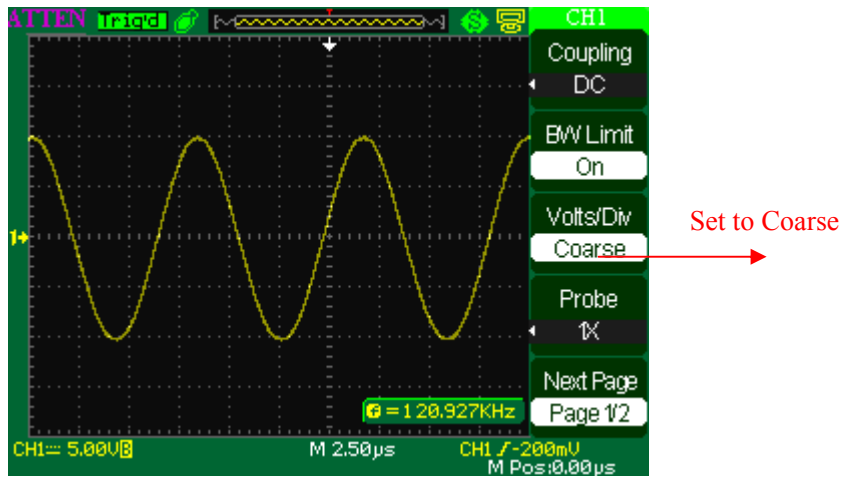 ATTEN Trig'd CH1
Coupling
DC
BW Limit
On
Volts/Div
Coarse
Set to Coarse
Probe
1X
Next Page
Page 1/2
1
f =120.927KHz
CH1 5.00V B M 2.50μs CH1 -200mV
M Pos:0.00μs